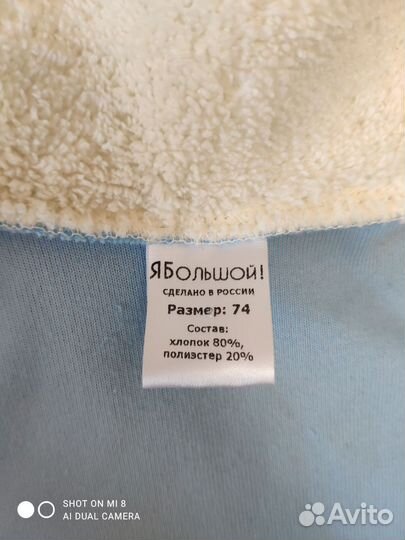 ЯБольшой!
СДЕЛАНО В РОССИИ
Размер: 74
Состав:
хлопок 80%,
полиэстер 20%
SHOT ON MI 8
AI DUAL CAMERA
Avito